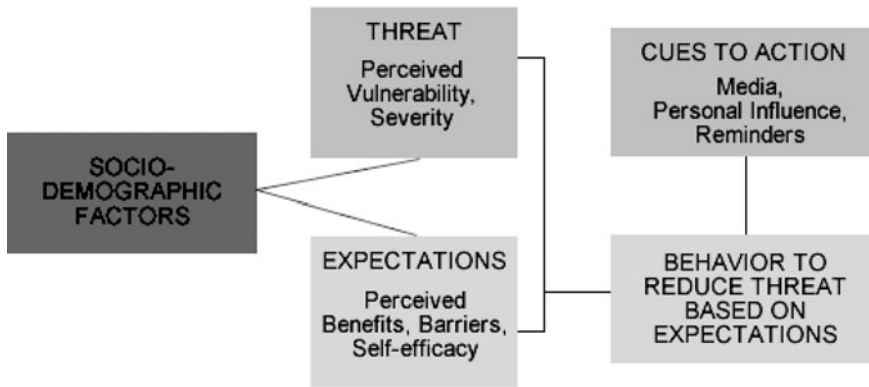 THREAT
Perceived
Vulnerability,
Severity
CUES TO ACTION
Media,
Personal Influence,
Reminders
SOCIO-
DEMOGRAPHIC
FACTORS
EXPECTATIONS
Perceived
Benefits, Barriers,
Self-efficacy
BEHAVIOR TO
REDUCE THREAT
BASED ON
EXPECTATIONS